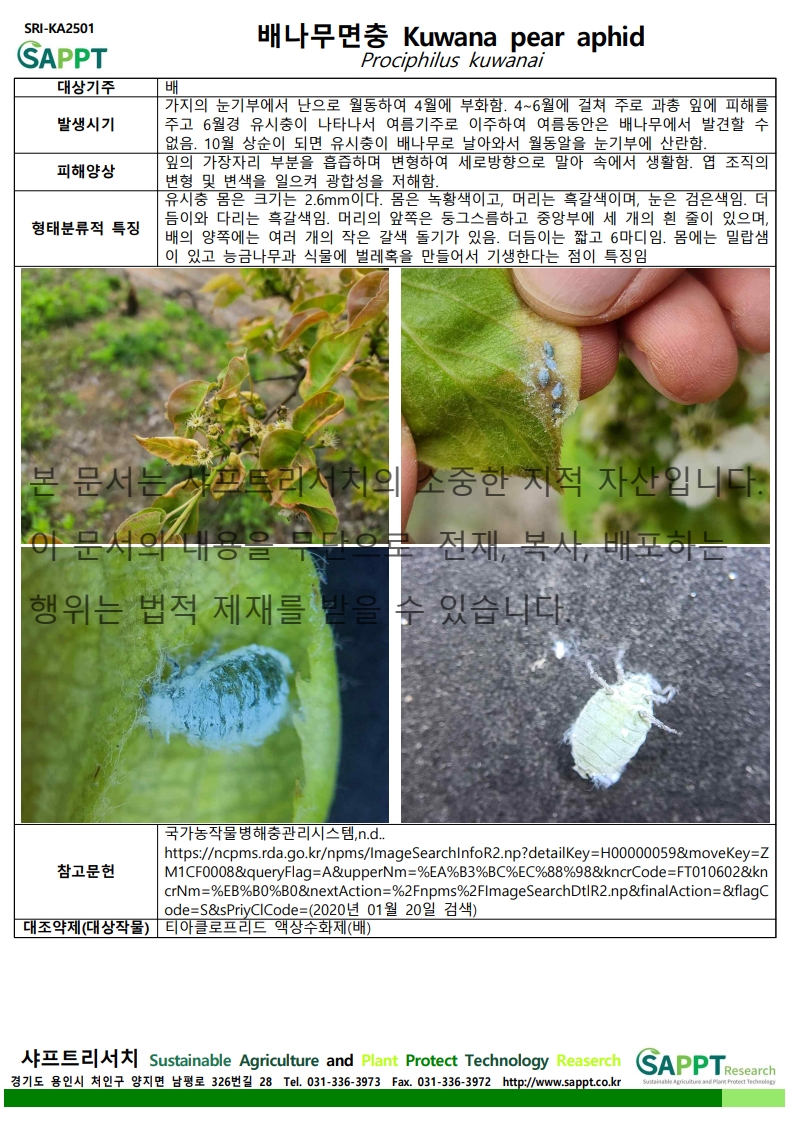 SRI-KA2501
SAPPT
배나무면충 Kuwana pear aphid
Prociphilus kuwanai
대상기주 배
발생시기
가지의 눈기부에서 난으로 월동하여 4월에 부화함. 4~6월에 걸쳐 주로 과총 잎에 피해를
주고 6월경 유시충이 나타나서 여름기주로 이주하여 여름동안은 배나무에서 발견할 수
없음. 10월 상순이 되면 유시충이 배나무로 날아와서 월동알을 눈기부에 산란함.
피해양상
잎의 가장자리 부분을 흡즙하며 변형하여 세로방향으로 말아 속에서 생활함. 엽 조직의
변형 및 변색을 일으켜 광합성을 저해함.
형태분류적 특징
유시충 몸은 크기는 2.6mm이다. 몸은 녹황색이고, 머리는 흑갈색이며, 눈은 검은색임. 더
듬이와 다리는 흑갈색임. 머리의 앞쪽은 둥그스름하고 중앙부에 세 개의 흰 줄이 있으며,
배의 양쪽에는 여러 개의 작은 갈색 돌기가 있음. 더듬이는 짧고 6마디임. 몸에는 밀랍샘
이 있고 능금나무과 식물에 벌레혹을 만들어서 기생한다는 점이 특징임
본 문서는 샤프트리서치의 소중한 지적 자산입니다.
이 문서의 내용을 무단으로 전재, 복사, 배포하는
행위는 법적 제재를 받을 수 있습니다.
참고문헌
국가농작물병해충관리시스템,n.d..
https://ncpms.rda.go.kr/npms/ImageSearchInfoR2.np?detailKey=H00000059&moveKey=Z
M1CF0008&queryFlag=A&upperNm=%EA%B3%BC%EC%88%98&kncrCode=FT010602&kn
crNm=%EB%B0%B0&nextAction=%2Fnpms%2FImageSearchDtlR2.np&finalAction=&flagC
ode=S&sPriyClCode=(2020년 01월 20일 검색)
대조약제(대상작물) 티아클로프리드 액상수화제(배)
샤프트리서치 Sustainable Agriculture and Plant Protect Technology Reaserch
경기도 용인시 처인구 양지면 남평로 326번길 28 Tel. 031-336-3973 Fax. 031-336-3972 http://www.sappt.co.kr
SAPPT Research
Sustainable Agriculture and Plant Protect Technology